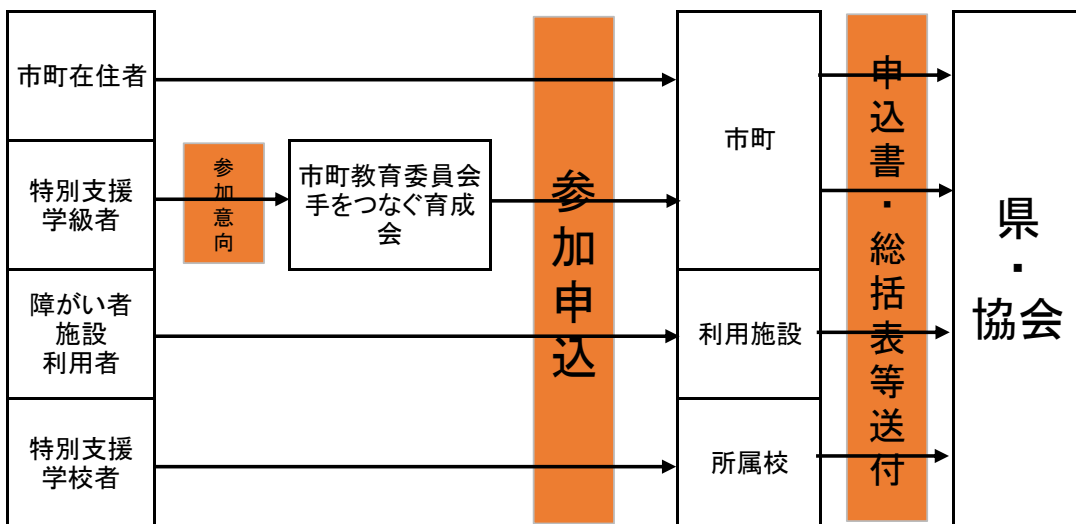 市町在住者
特別支援
学級者
障がい者
施設
利用者
特別支援
学校者
参加意向
市町教育委員会
手をつなぐ育成
会
参加申込
市町
利用施設
所属校
申込書・総括表等送付
県
・
協会